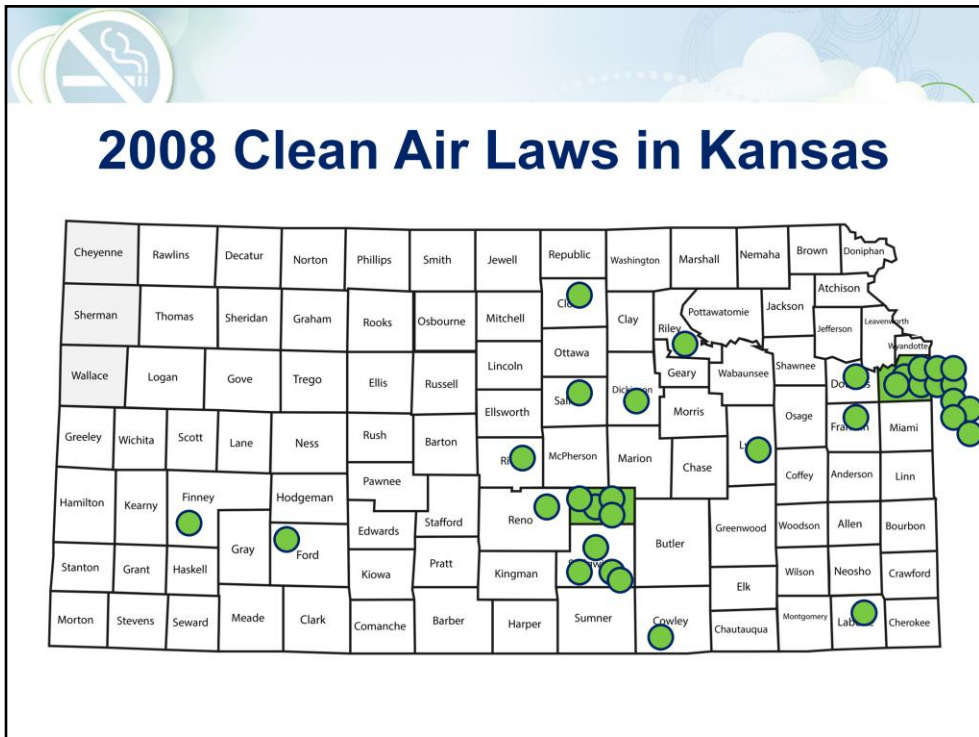 2008 Clean Air Laws in Kansas
Cheyenne
Rawlins
Decatur
Norton
Phillips
Smith
Jewell
Republic
Washington
Marshall
Nemaha
Brown
Doniphan
Atchison
Sherman
Thomas
Sheridan
Graham
Rooks
Osbourne
Mitchell
Clay
Riley
Pottawatomie
Jackson
Jefferson
Leavenworth
Wyandotte
Wallace
Logan
Gove
Trego
Ellis
Russell
Lincoln
Ottawa
Geary
Wabaunsee
Shawnee
Ellsworth
Morris
Osage
Miami
Greeley
Wichita
Scott
Lane
Ness
Rush
Barton
McPherson
Marion
Chase
Coffey
Anderson
Linn
Hamilton
Kearny
Finney
Hodgeman
Pawnee
Edwards
Stafford
Reno
Butler
Greenwood
Woodson
Allen
Bourbon
Stanton
Grant
Haskell
Gray
Ford
Kiowa
Pratt
Kingman
Elk
Wilson
Neosho
Crawford
Morton
Stevens
Seward
Meade
Clark
Comanche
Barber
Harper
Sumner
Cowley
Chautauqua
Montgomery
Cherokee